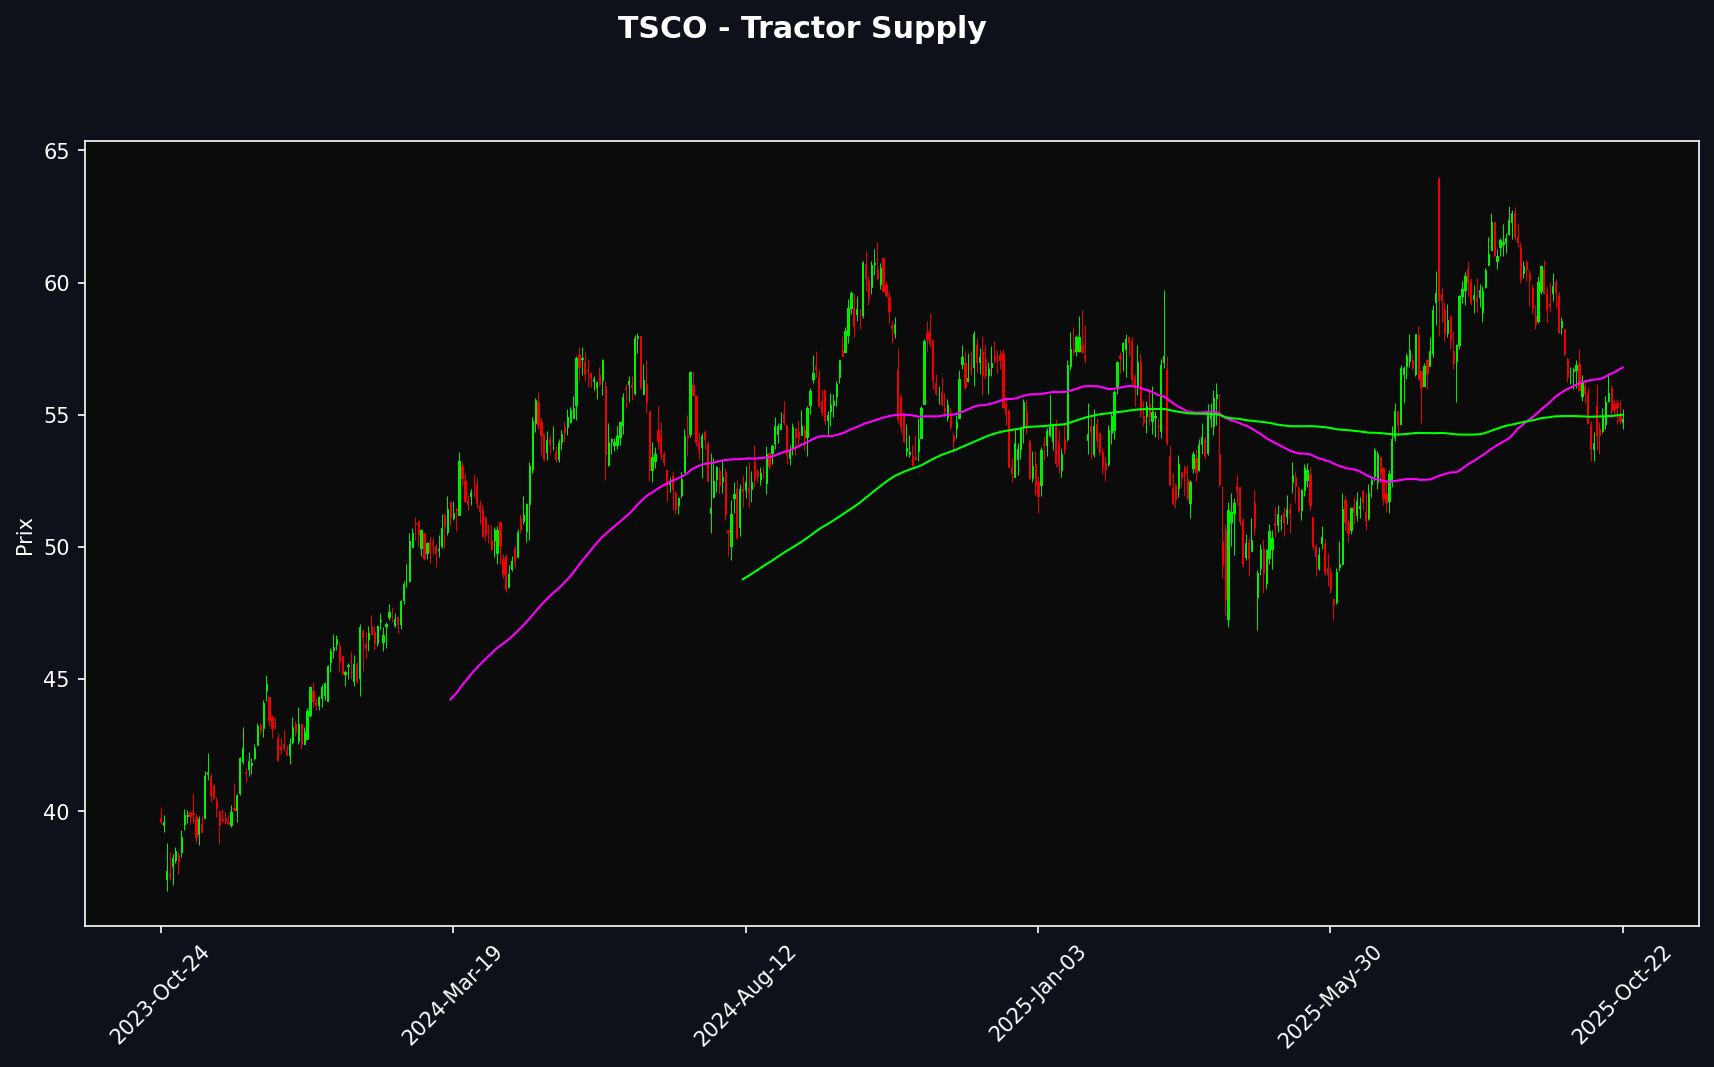 TSCO - Tractor Supply
65
60
55
50
45
40
Prix
2023-Oct-24
2024-Mar-19
2024-Aug-12
2025-Jan-03
2025-May-30
2025-Oct-22